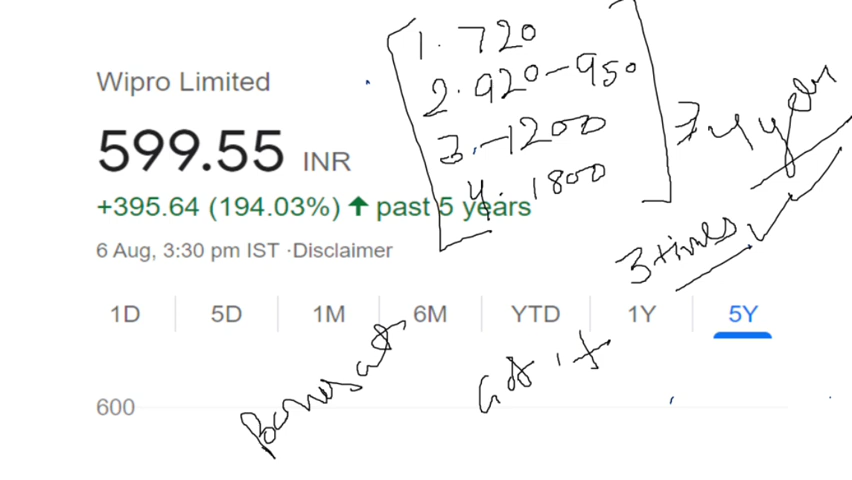 1. 720
2. 920-950
3. -1200
4. 1800
Wipro Limited
599.55 INR
+395.64 (194.03%) ↑ past 5 years
6 Aug, 3:30 pm IST ·Disclaimer
3 times
1D 5D 1M 6M YTD 1Y 5Y
600